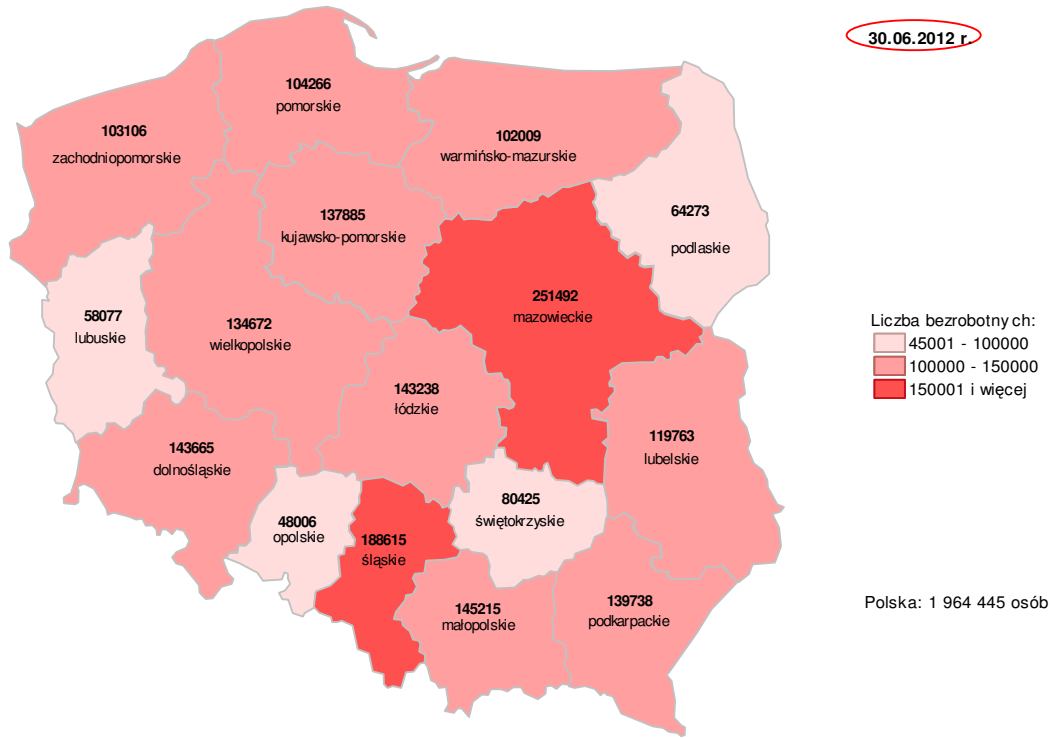 30.06.2012 r.
104266
pomorskie
103106
zachodniopomorskie
102009
warmińsko-mazurskie
64273
podlaskie
137885
kujawsko-pomorskie
251492
mazowieckie
58077
lubuskie
134672
wielkopolskie
Liczba bezrobotnych:
45001 - 100000
100000 - 150000
150001 i więcej
143238
łódzkie
143665
dolnośląskie
119763
lubelskie
80425
świętokrzyskie
48006
opolskie
188615
śląskie
145215
małopolskie
139738
podkarpackie
Polska: 1 964 445 osób